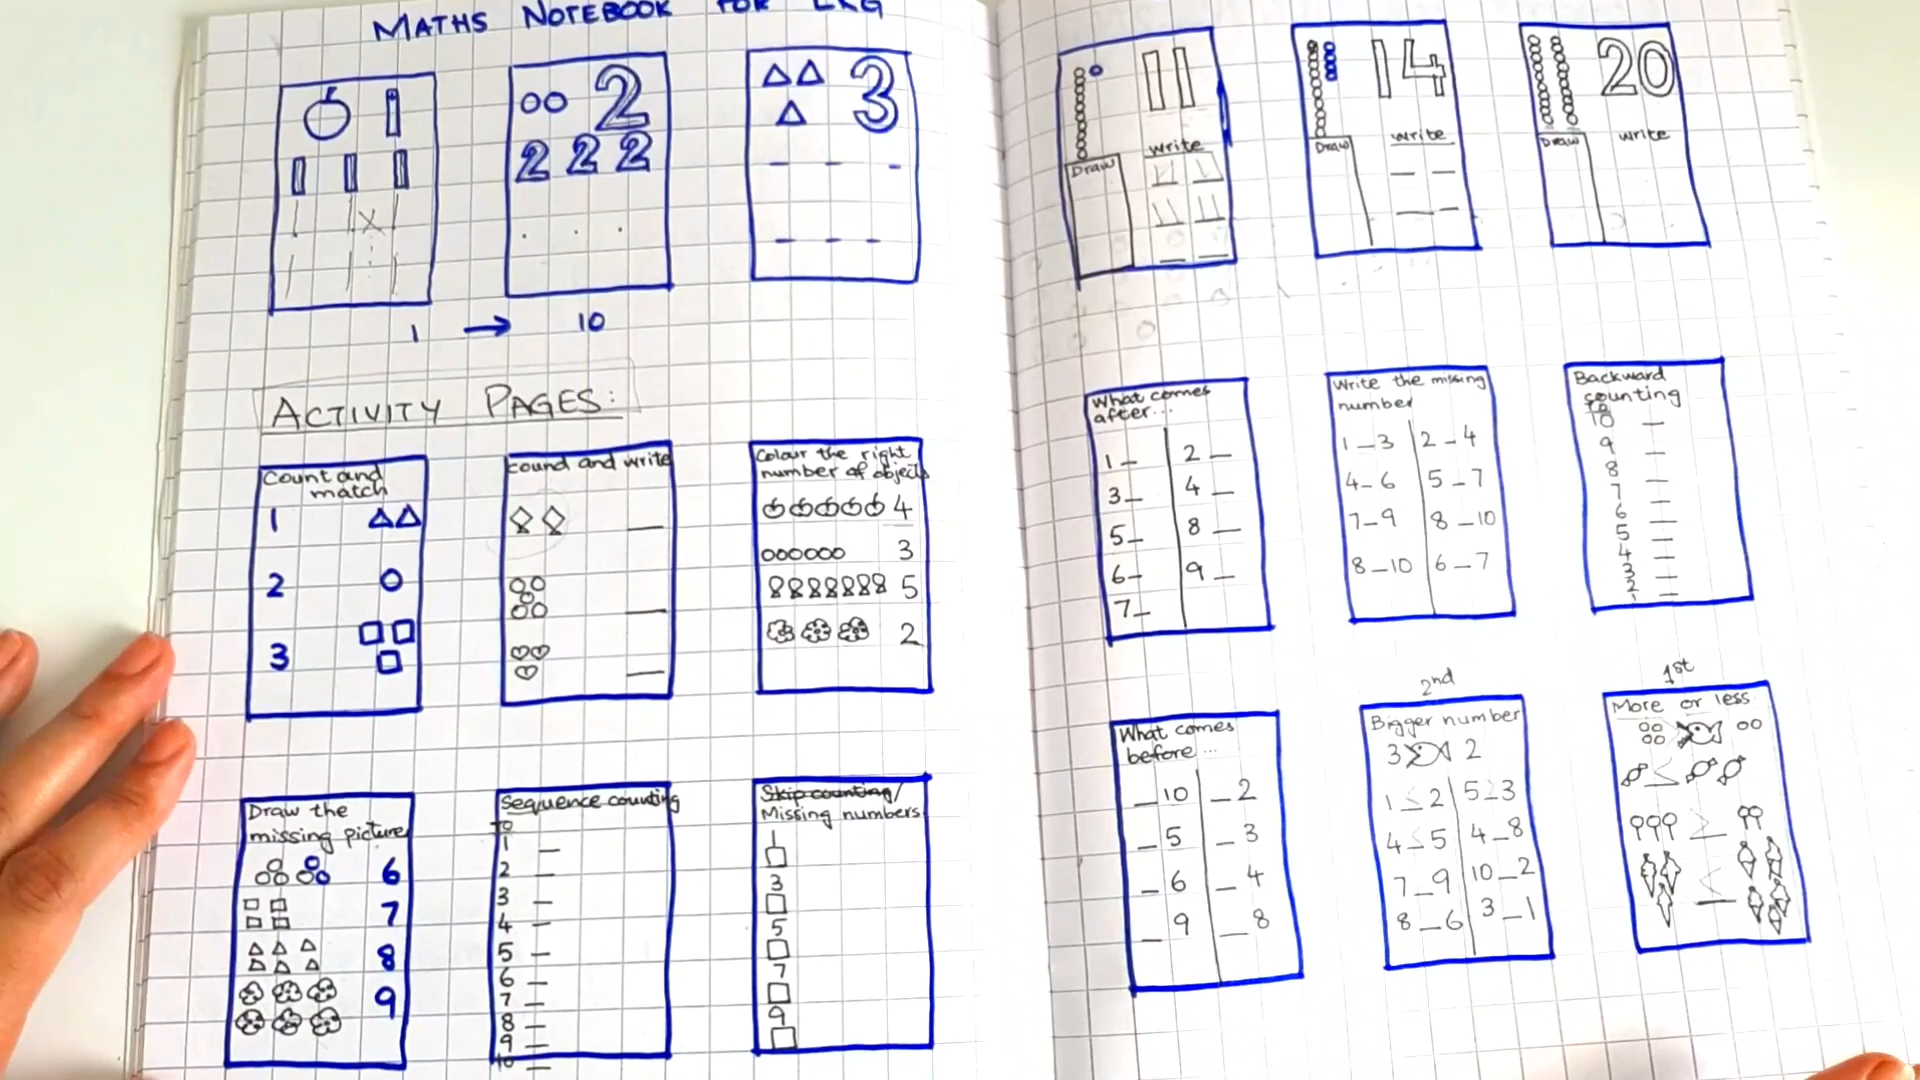 MATHS NOTEBOOK FOR LKG
1
1 1 1
2
2 2 2
3
1 → 10
ACTIVITY PAGES:
Count and
match
1
2
3
cound and write
Colour the right
number of objects
4
3
5
2
Draw the
missing picture
6
7
8
9
Sequence counting
1 _
2 _
3 _
4 _
5 _
6 _
7 _
8 _
9 _
10 _
Skip counting/
Missing numbers
1
3
5
7
9
11
write
Draw
14
write
Draw
20
write
Draw
What comes
after...
1 _ 2 _
3 _ 4 _
5 _ 8 _
6 _ 9 _
7 _
Write the missing
number
1 _ 3 2 _ 4
4 _ 6 5 _ 7
7 _ 9 8 _ 10
8 _ 10 6 _ 7
Backward
counting
10 _
9 _
8 _
7 _
6 _
5 _
4 _
3 _
2 _
1 _
What comes
before ...
_ 10 _ 2
_ 5 _ 3
_ 6 _ 4
_ 9 _ 8
2nd
Bigger number
3 2
1 < 2 5 > 3
4 < 5 4 _ 8
7 _ 9 10 _ 2
8 _ 6 3 _ 1
1st
More or less